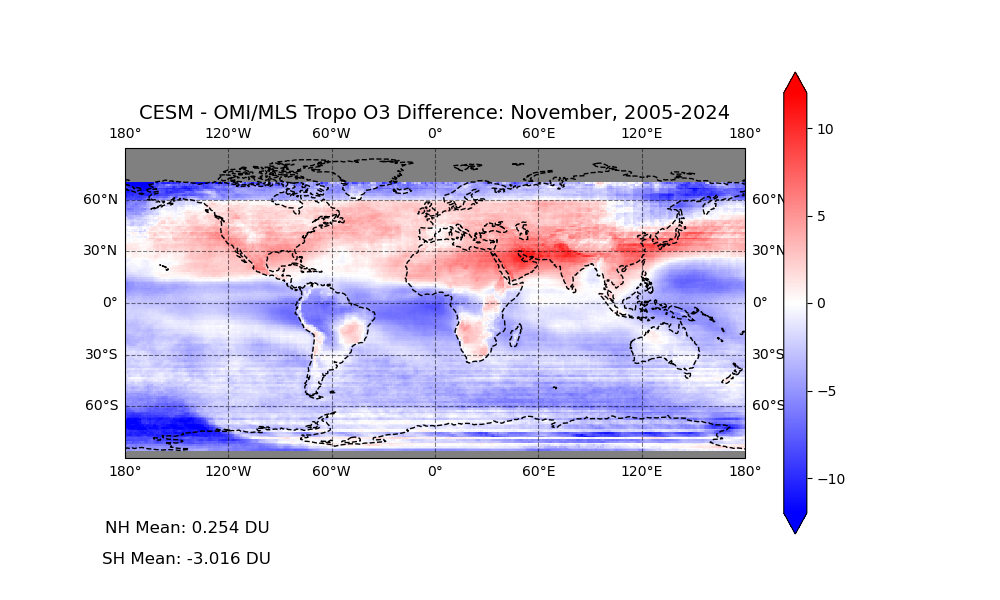 CESM - OMI/MLS Tropo O3 Difference: November, 2005-2024
180° 120°W 60°W 0° 60°E 120°E 180°
10
60°N 60°N
5
30°N 30°N
0° 0° 0
30°S 30°S
−5
60°S 60°S
−10
180° 120°W 60°W 0° 60°E 120°E 180°
NH Mean: 0.254 DU
SH Mean: -3.016 DU